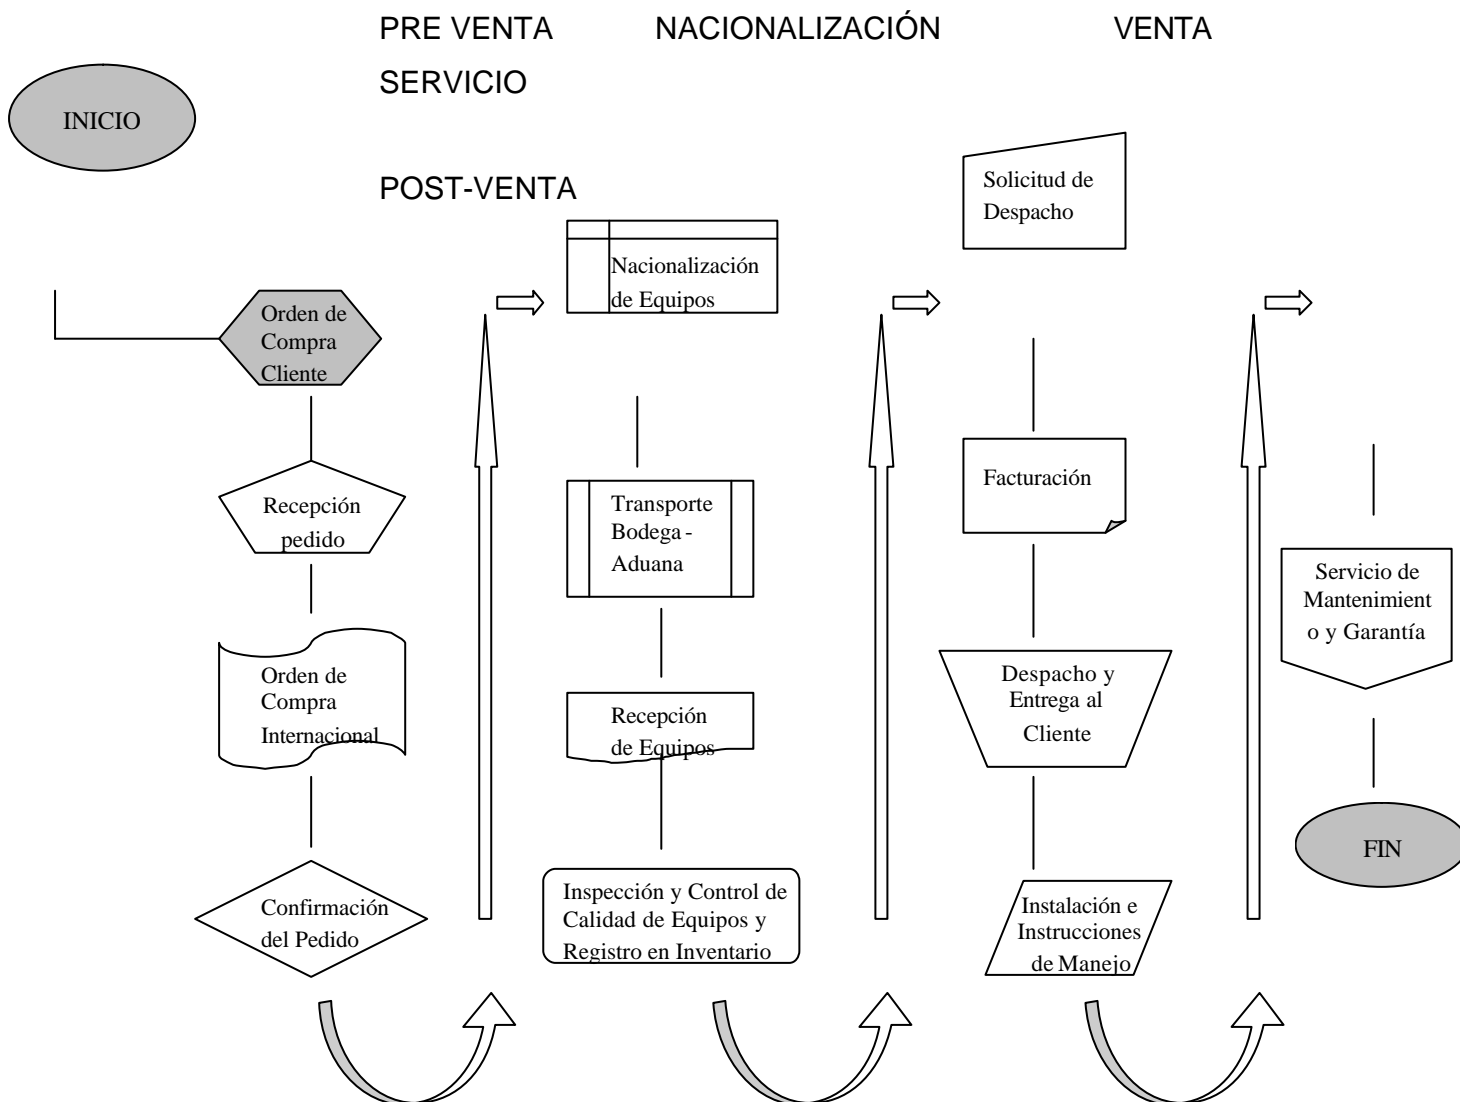 PRE VENTA NACIONALIZACIÓN VENTA
SERVICIO
POST-VENTA
INICIO
Orden de
Compra
Cliente
Recepción
pedido
Orden de
Compra
Internacional
Confirmación
del Pedido
Nacionalización
de Equipos
Transporte
Bodega -
Aduana
Recepción
de Equipos
Inspección y Control de
Calidad de Equipos y
Registro en Inventario
Solicitud de
Despacho
Facturación
Despacho y
Entrega al
Cliente
Instalación e
Instrucciones
de Manejo
Servicio de
Mantenimient
o y Garantía
FIN